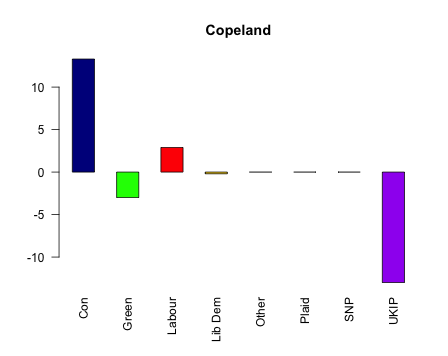 Copeland
10
5
0
-5
-10
Con
Green
Labour
Lib Dem
Other
Plaid
SNP
UKIP